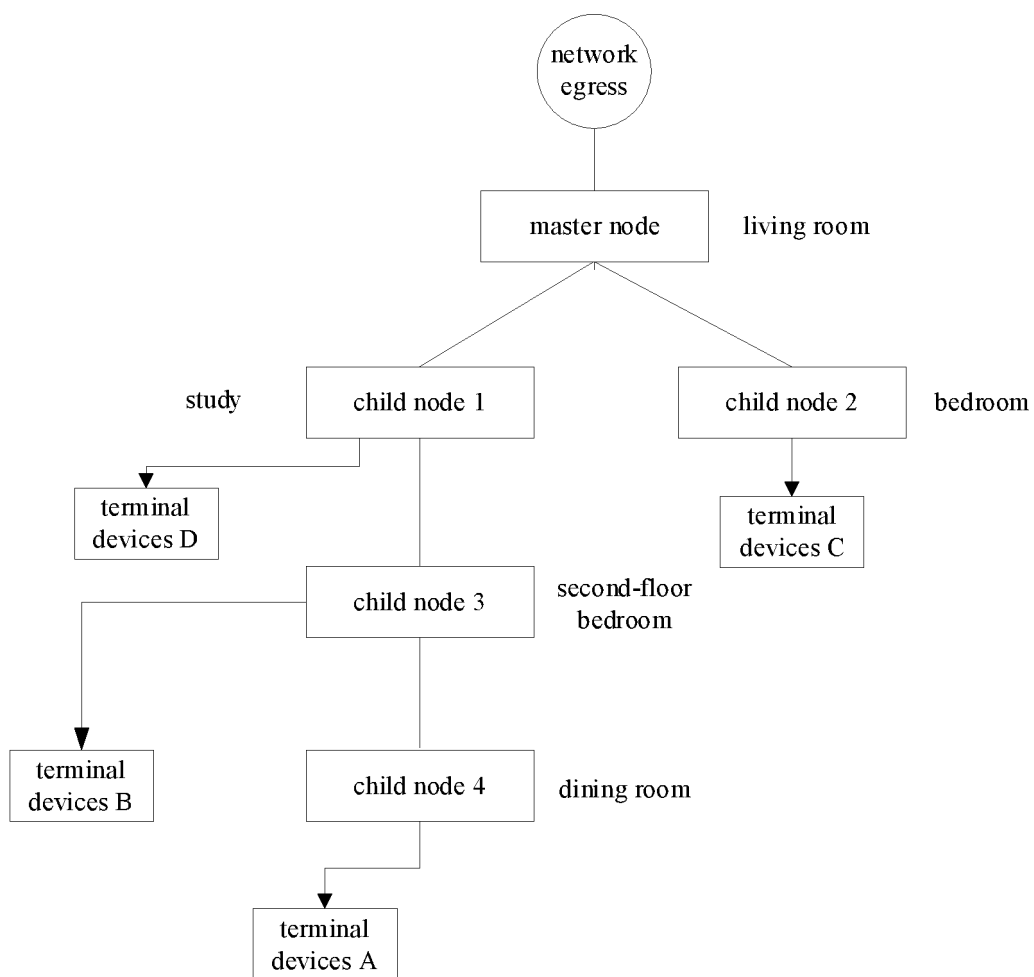 network
egress
master node
living room
study
child node 1
child node 2
bedroom
terminal
devices D
terminal
devices C
child node 3
second-floor
bedroom
terminal
devices B
child node 4
dining room
terminal
devices A